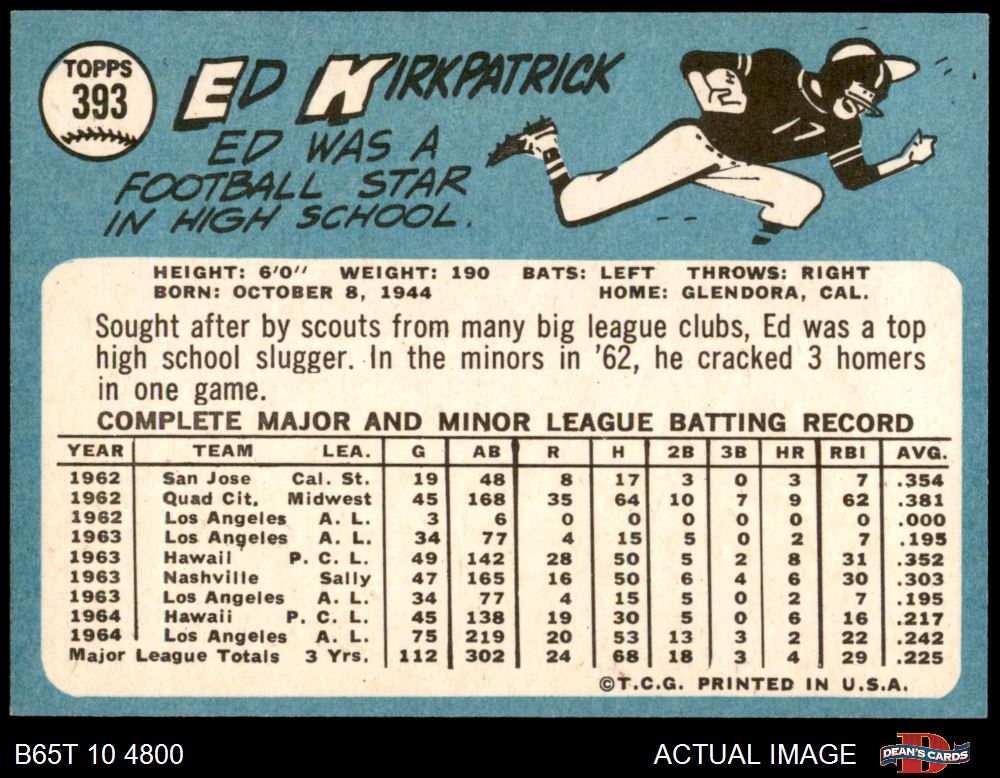 TOPPS
393
ED KIRKPATRICK
ED WAS A
FOOTBALL STAR
IN HIGH SCHOOL.
17
HEIGHT: 6'0" WEIGHT: 190 BATS: LEFT THROWS: RIGHT
BORN: OCTOBER 8, 1944 HOME: GLENDORA, CAL.
Sought after by scouts from many big league clubs, Ed was a top
high school slugger. In the minors in '62, he cracked 3 homers
in one game.
COMPLETE MAJOR AND MINOR LEAGUE BATTING RECORD
YEAR TEAM LEA. G AB R H 2B 3B HR RBI AVG.
1962 San Jose Cal. St. 19 48 8 17 3 0 3 7 .354
1962 Quad Cit. Midwest 45 168 35 64 10 7 9 62 .381
1962 Los Angeles A. L. 3 6 0 0 0 0 0 0 .000
1963 Los Angeles A. L. 34 77 4 15 5 0 2 7 .195
1963 Hawaii P. C. L. 49 142 28 50 5 2 8 31 .352
1963 Nashville Sally 47 165 16 50 6 4 6 30 .303
1963 Los Angeles A. L. 34 77 4 15 5 0 2 7 .195
1964 Hawaii P. C. L. 45 138 19 30 5 0 6 16 .217
1964 Los Angeles A. L. 75 219 20 53 13 3 2 22 .242
Major League Totals 3 Yrs. 112 302 24 68 18 3 4 29 .225
©T.C.G. PRINTED IN U.S.A.
B65T 10 4800 ACTUAL IMAGE DEAN'S CARDS